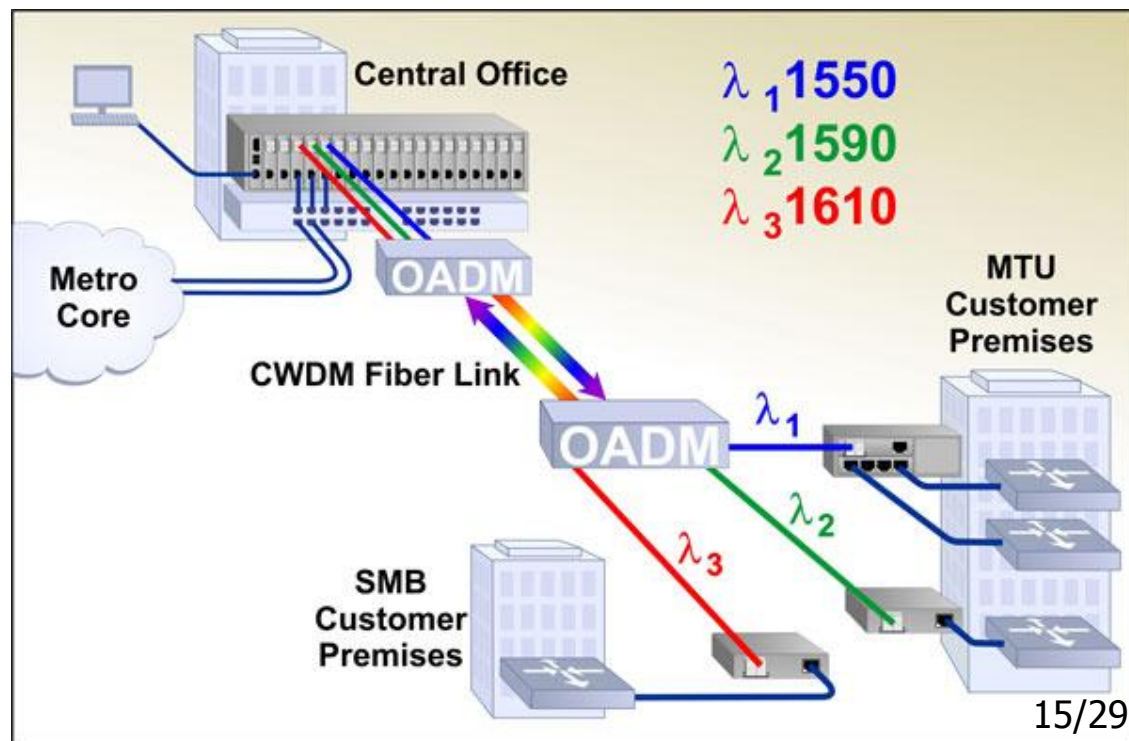 Central Office
λ 1 1550
λ 2 1590
λ 3 1610
Metro
Core
OADM
MTU
Customer
Premises
CWDM Fiber Link
OADM
λ 1
λ 2
λ 3
SMB
Customer
Premises
15/29